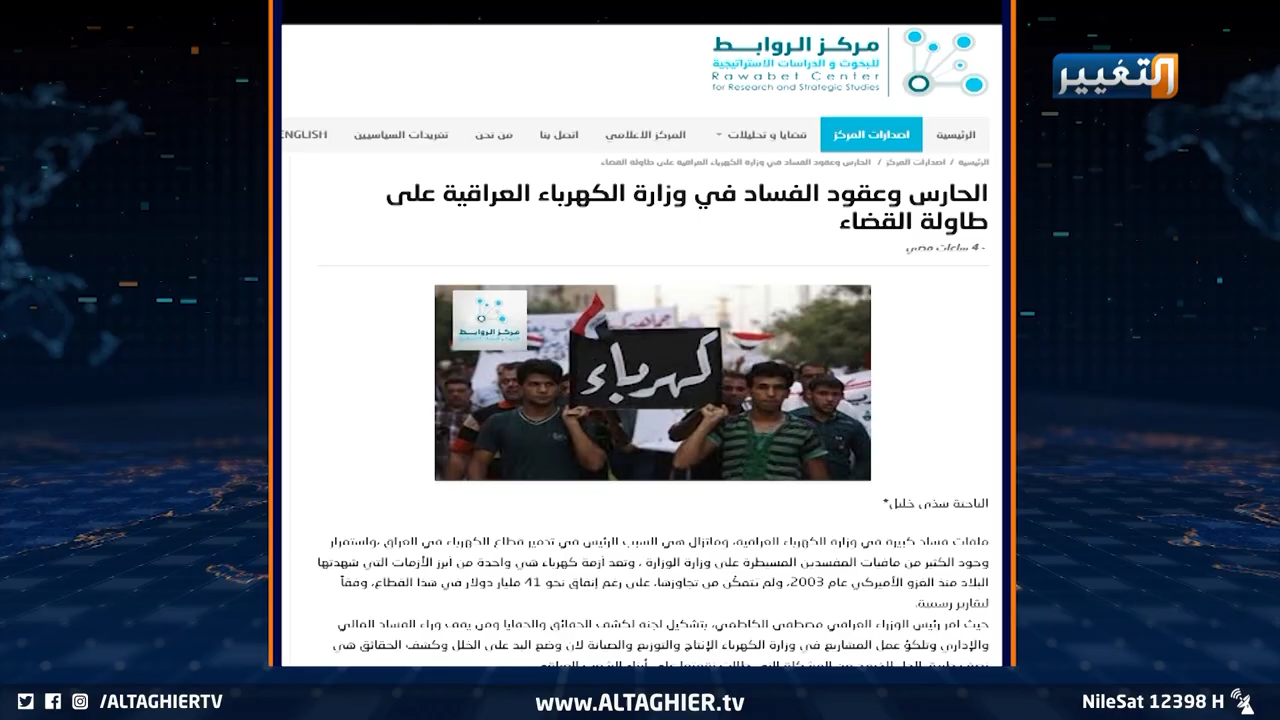 مركز الروابط
للبحوث و الدراسات الاستراتيجية
Rawabet Center
for Research and Strategic Studies
التغيير
الرئيسية اصدارات المركز قضايا و تحليلات المركز الاعلامي اتصل بنا من نحن تغريدات السياسيين ENGLISH
الرئيسية / اصدارات المركز / الحارس وعقود الفساد في وزارة الكهرباء العراقية على طاولة القضاء
الحارس وعقود الفساد في وزارة الكهرباء العراقية على
طاولة القضاء
- 4 ساعات مضي
مركز الروابط
كهرباء
الباحثة شذى خليل*
ملفات فساد كبيرة في وزارة الكهرباء العراقية، وماتزال هي السبب الرئيس في تدمير قطاع الكهرباء في العراق ،واستمرار
وجود الكثير من مافيات المفسدين المسيطرة على وزارة الوزارة ، وتعد أزمة كهرباء هي واحدة من أبرز الأزمات التي شهدتها
البلاد منذ الغزو الأميركي عام 2003، ولم تتمكّن من تجاوزها، على رغم إنفاق نحو 41 مليار دولار في هذا القطاع، وفقاً
لتقارير رسمية.
حيث امر رئيس الوزراء العراقي مصطفى الكاظمي، بتشكيل لجنة لكشف الحقائق والخفايا ومن يقف وراء الفساد المالي
والإداري وتلكؤ عمل المشاريع في وزارة الكهرباء الإنتاج والتوزيع والصيانة لان وضع اليد على الخلل وكشف الحقائق هي
/ALTAGHIERTV
www.ALTAGHIER.tv
NileSat 12398 H